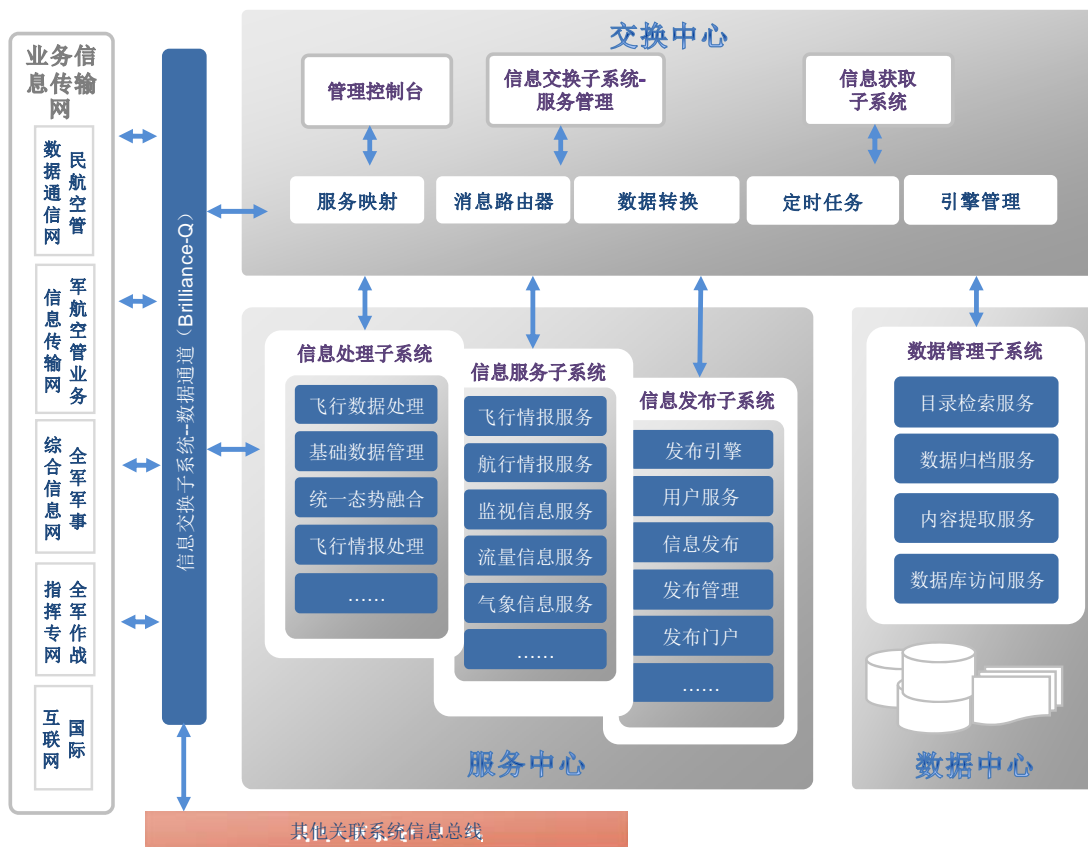 业务信
息传输
网
民航空管
数据通信网
军航空管业务
信息传输网
全军军事
综合信息网
全军作战
指挥专网
国际
互联网
信息交换子系统--数据通道（Brilliance-Q）
交换中心
管理控制台
信息交换子系统-
服务管理
信息获取
子系统
服务映射
消息路由器
数据转换
定时任务
引擎管理
信息处理子系统
飞行数据处理
基础数据管理
统一态势融合
飞行情报处理
......
信息服务子系统
飞行情报服务
航行情报服务
监视信息服务
流量信息服务
气象信息服务
......
信息发布子系统
发布引擎
用户服务
信息发布
发布管理
发布门户
......
服务中心
数据管理子系统
目录检索服务
数据归档服务
内容提取服务
数据库访问服务
数据中心
其他关联系统信息总线